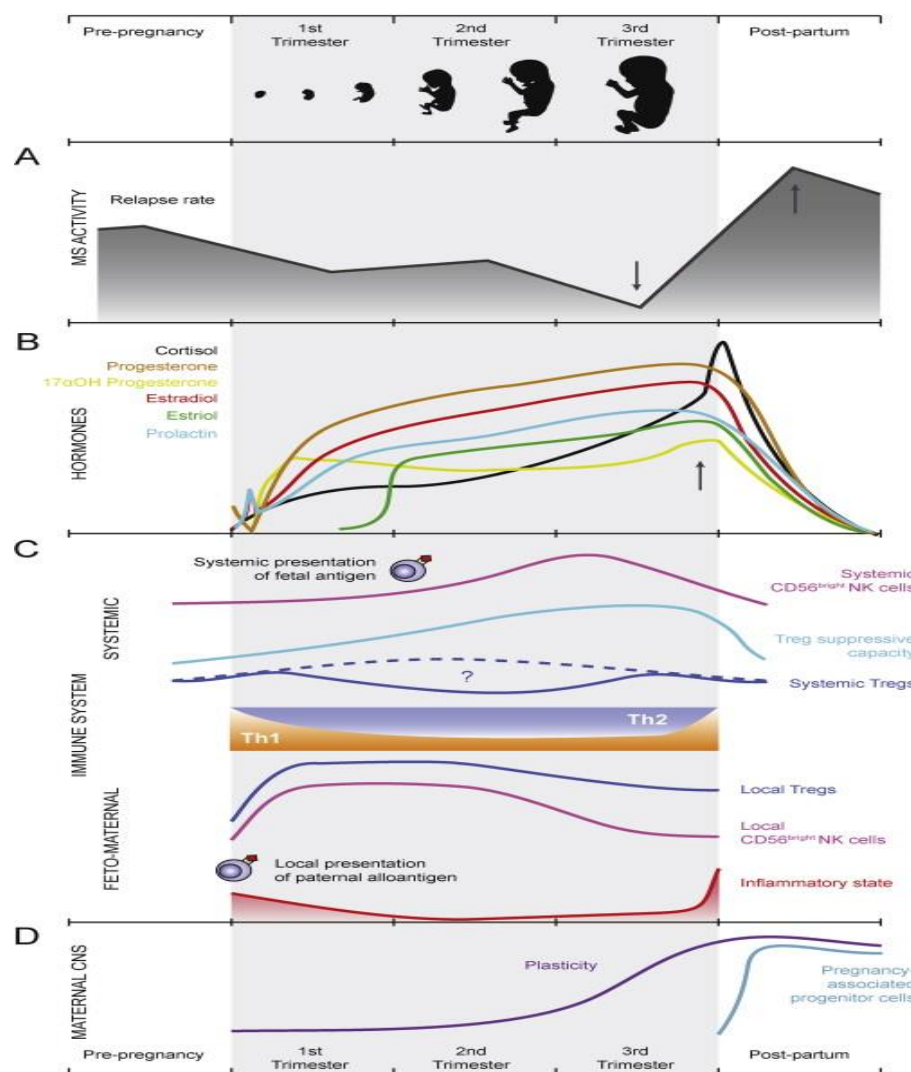 Pre-pregnancy
1st
Trimester
2nd
Trimester
3rd
Trimester
Post-partum
A
MS ACTIVITY
Relapse rate
B
HORMONES
Cortisol
Progesterone
17αOH Progesterone
Estradiol
Estriol
Prolactin
C
IMMUNE SYSTEM
SYSTEMIC
Systemic presentation
of fetal antigen
Systemic
CD56bright NK cells
Treg suppressive
capacity
?
Systemic Tregs
Th1
Th2
FETO-MATERNAL
Local Tregs
Local
CD56bright NK cells
Local presentation
of paternal alloantigen
Inflammatory state
D
MATERNAL CNS
Plasticity
Pregnancy-
associated
progenitor cells
Pre-pregnancy
1st
Trimester
2nd
Trimester
3rd
Trimester
Post-partum